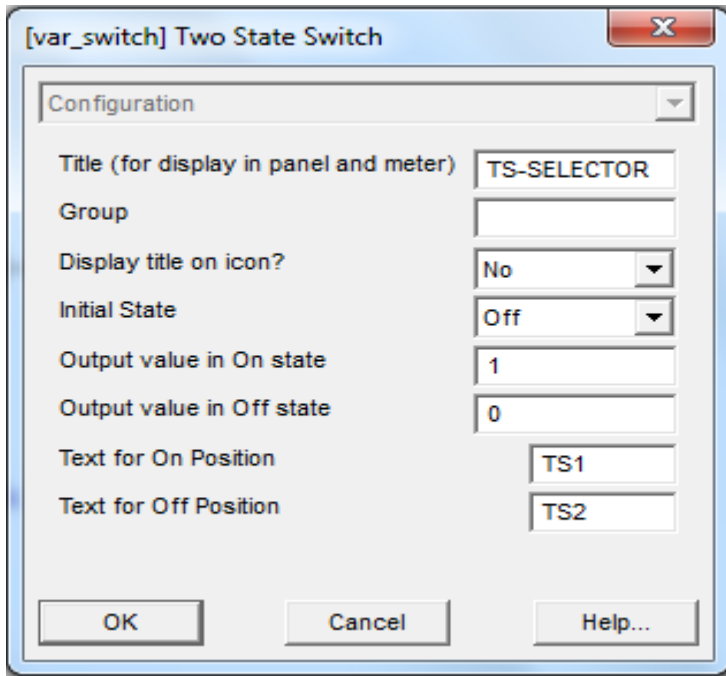 [var_switch] Two State Switch
Configuration
Title (for display in panel and meter) TS-SELECTOR
Group
Display title on icon? No
Initial State Off
Output value in On state 1
Output value in Off state 0
Text for On Position TS1
Text for Off Position TS2
OK Cancel Help...